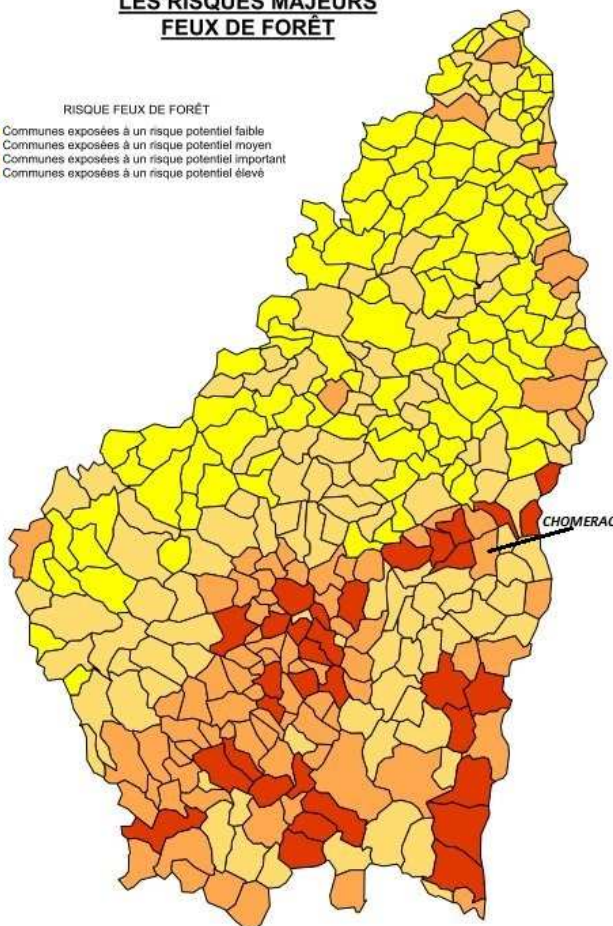 LES RISQUES MAJEURS
FEUX DE FORÊT
RISQUE FEUX DE FORÊT
Communes exposées à un risque potentiel faible
Communes exposées à un risque potentiel moyen
Communes exposées à un risque potentiel important
Communes exposées à un risque potentiel élevé
CHOMERAC